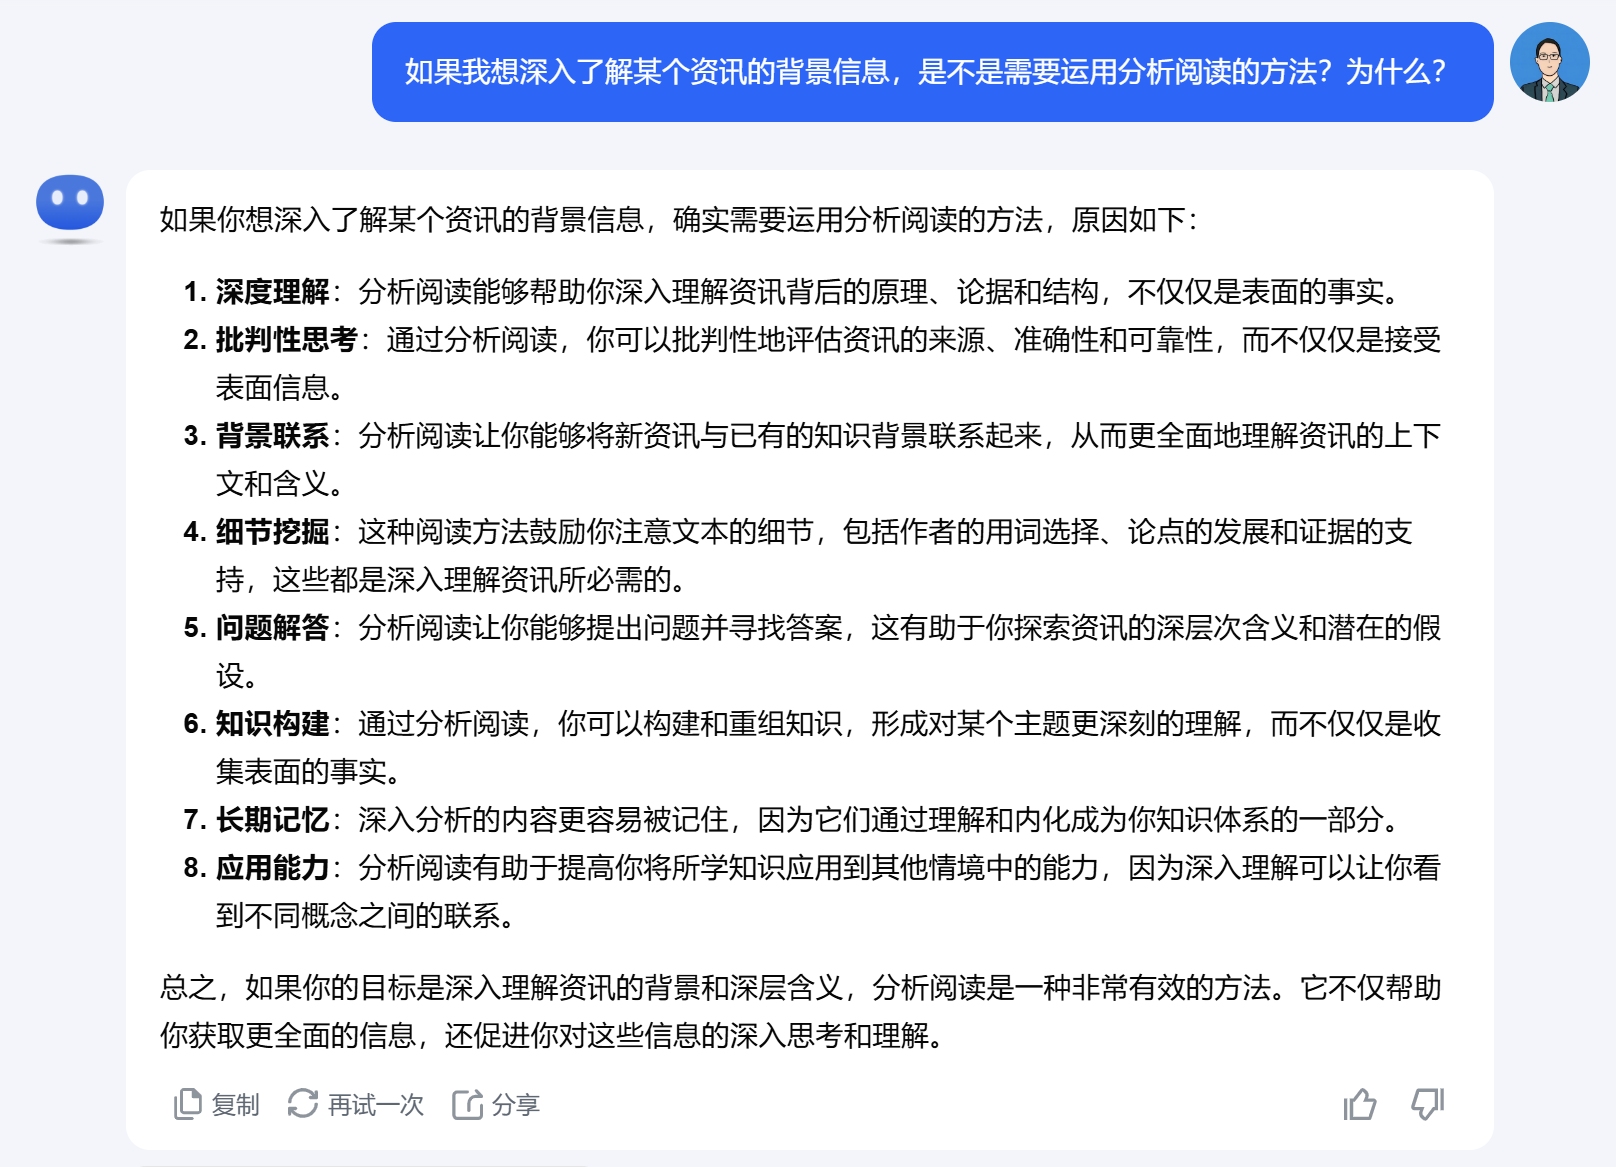 如果我想深入了解某个资讯的背景信息，是不是需要运用分析阅读的方法？为什么？
如果你想深入了解某个资讯的背景信息，确实需要运用分析阅读的方法，原因如下：
1. 深度理解：分析阅读能够帮助你深入理解资讯背后的原理、论据和结构，不仅仅是表面的事实。
2. 批判性思考：通过分析阅读，你可以批判性地评估资讯的来源、准确性和可靠性，而不仅仅是接受
表面信息。
3. 背景联系：分析阅读让你能够将新资讯与已有的知识背景联系起来，从而更全面地理解资讯的上下
文和含义。
4. 细节挖掘：这种阅读方法鼓励你注意文本的细节，包括作者的用词选择、论点的发展和证据的支
持，这些都是深入理解资讯所必需的。
5. 问题解答：分析阅读让你能够提出问题并寻找答案，这有助于你探索资讯的深层次含义和潜在的假
设。
6. 知识构建：通过分析阅读，你可以构建和重组知识，形成对某个主题更深刻的理解，而不仅仅是收
集表面的事实。
7. 长期记忆：深入分析的内容更容易被记住，因为它们通过理解和内化成为你知识体系的一部分。
8. 应用能力：分析阅读有助于提高你将所学知识应用到其他情境中的能力，因为深入理解可以让你看
到不同概念之间的联系。
总之，如果你的目标是深入理解资讯的背景和深层含义，分析阅读是一种非常有效的方法。它不仅帮助
你获取更全面的信息，还促进你对这些信息的深入思考和理解。
复制 再试一次 分享